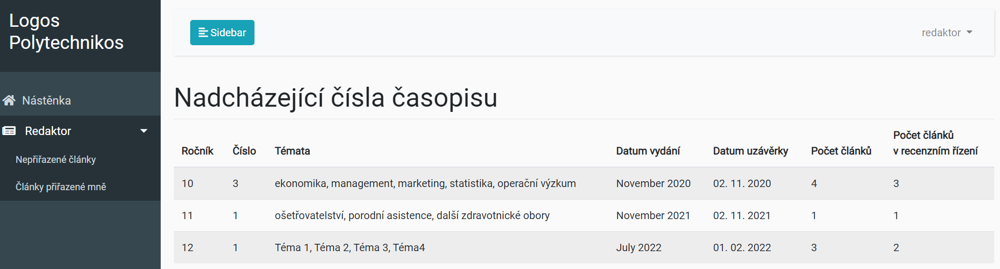 Logos
Polytechnikos
Sidebar
redaktor
Nástěnka
Redaktor
Nepřiřazené články
Články přiřazené mně
Nadcházející čísla časopisu
Ročník Číslo Témata Datum vydání Datum uzávěrky Počet článků Počet článků
v recenzním řízení
10 3 ekonomika, management, marketing, statistika, operační výzkum November 2020 02. 11. 2020 4 3
11 1 ošetřovatelství, porodní asistence, další zdravotnické obory November 2021 02. 11. 2021 1 1
12 1 Téma 1, Téma 2, Téma 3, Téma4 July 2022 01. 02. 2022 3 2